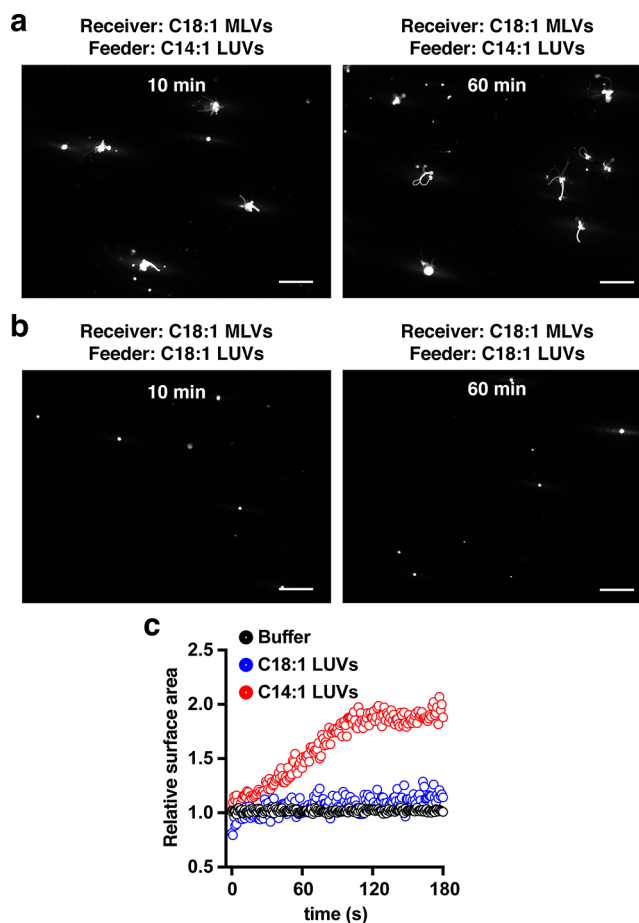 a
Receiver: C18:1 MLVs
Feeder: C14:1 LUVs
10 min
Receiver: C18:1 MLVs
Feeder: C14:1 LUVs
60 min
b
Receiver: C18:1 MLVs
Feeder: C18:1 LUVs
10 min
Receiver: C18:1 MLVs
Feeder: C18:1 LUVs
60 min
c
Buffer
C18:1 LUVs
C14:1 LUVs
Relative surface area
2.5
2.0
1.5
1.0
0.5
0
60
120
180
time (s)